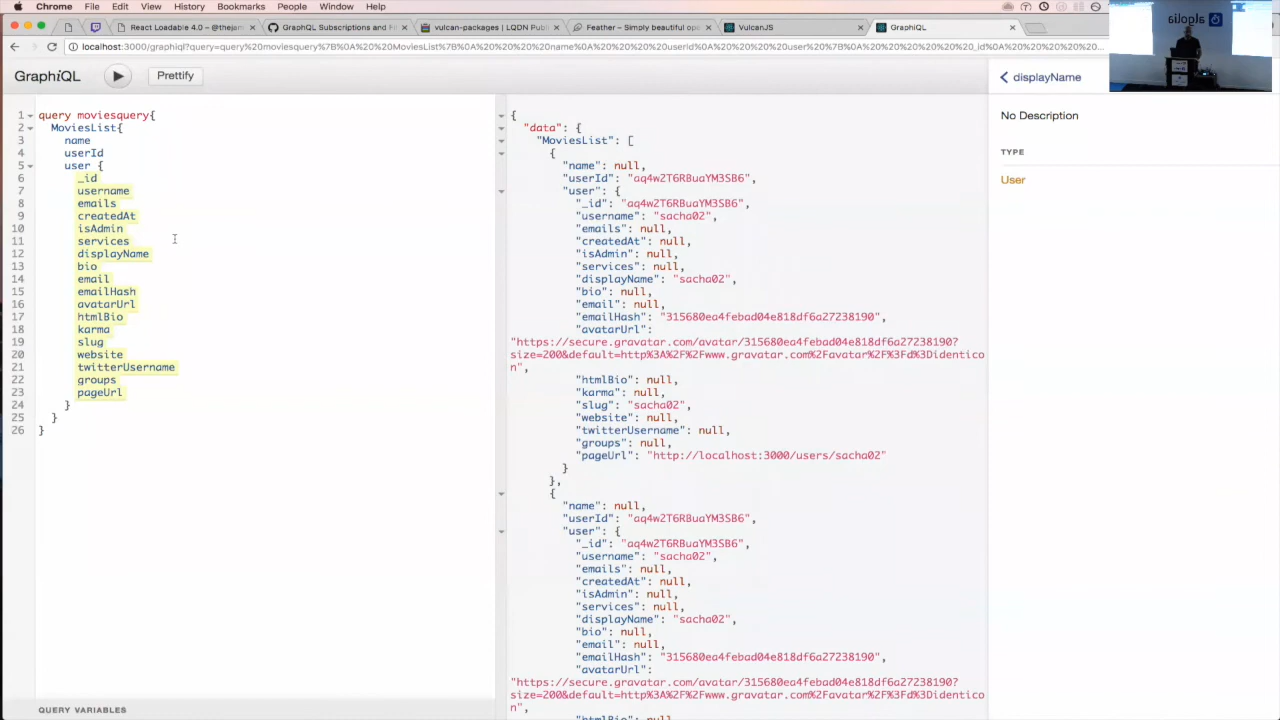 Chrome File Edit View History Bookmarks People Window Help
React Loadable 4.0 – @thejam
GraphQL Subscriptions and F
vulcan-packages | LQDN Publi
Feather – Simply beautiful op
VulcanJS
GraphiQL
localhost:3000/graphiql?query=query%20moviesquery%7B%0A%20%20MoviesList%7B%0A%20%20%20%20name%0A%20%20%20%20userId%0A%20%20%20%20user%20%7B%0A%20%20%20%20%20%20_id%0A%20%20%20%20%20%20...
GraphiQL
Prettify
1 query moviesquery{
2 MoviesList{
3 name
4 userId
5 user {
6 _id
7 username
8 emails
9 createdAt
10 isAdmin
11 services
12 displayName
13 bio
14 email
15 emailHash
16 avatarUrl
17 htmlBio
18 karma
19 slug
20 website
21 twitterUsername
22 groups
23 pageUrl
24 }
25 }
26 }
QUERY VARIABLES
{
"data": {
"MoviesList": [
{
"name": null,
"userId": "aq4w2T6RBuaYM3SB6",
"user": {
"_id": "aq4w2T6RBuaYM3SB6",
"username": "sacha02",
"emails": null,
"createdAt": null,
"isAdmin": null,
"services": null,
"displayName": "sacha02",
"bio": null,
"email": null,
"emailHash": "315680ea4febad04e818df6a27238190",
"avatarUrl":
"https://secure.gravatar.com/avatar/315680ea4febad04e818df6a27238190?
size=200&default=http%3A%2F%2Fwww.gravatar.com%2Favatar%2F%3Fd%3Didentico
n",
"htmlBio": null,
"karma": null,
"slug": "sacha02",
"website": null,
"twitterUsername": null,
"groups": null,
"pageUrl": "http://localhost:3000/users/sacha02"
}
},
{
"name": null,
"userId": "aq4w2T6RBuaYM3SB6",
"user": {
"_id": "aq4w2T6RBuaYM3SB6",
"username": "sacha02",
"emails": null,
"createdAt": null,
"isAdmin": null,
"services": null,
"displayName": "sacha02",
"bio": null,
"email": null,
"emailHash": "315680ea4febad04e818df6a27238190",
"avatarUrl":
"https://secure.gravatar.com/avatar/315680ea4febad04e818df6a27238190?
size=200&default=http%3A%2F%2Fwww.gravatar.com%2Favatar%2F%3Fd%3Didentico
n",
"htmlBio": null,
displayName
No Description
TYPE
User
algolia